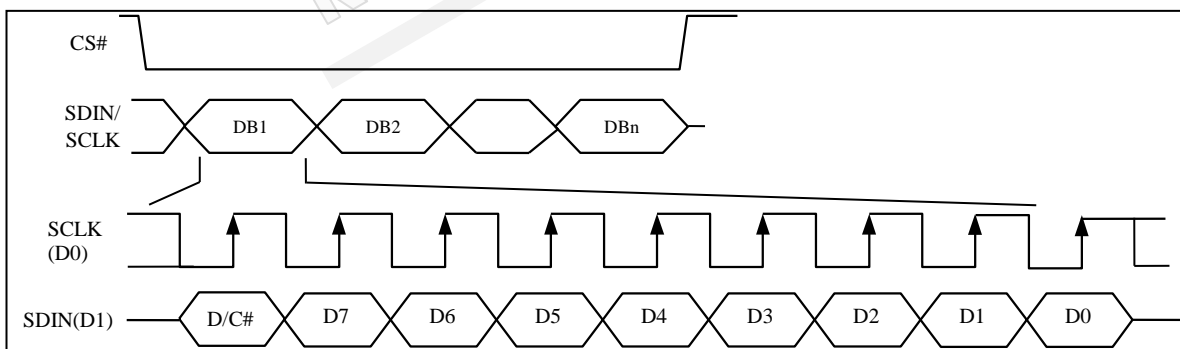 CS#
SDIN/
SCLK
DB1 DB2 DBn
SCLK
(D0)
SDIN(D1) D/C# D7 D6 D5 D4 D3 D2 D1 D0